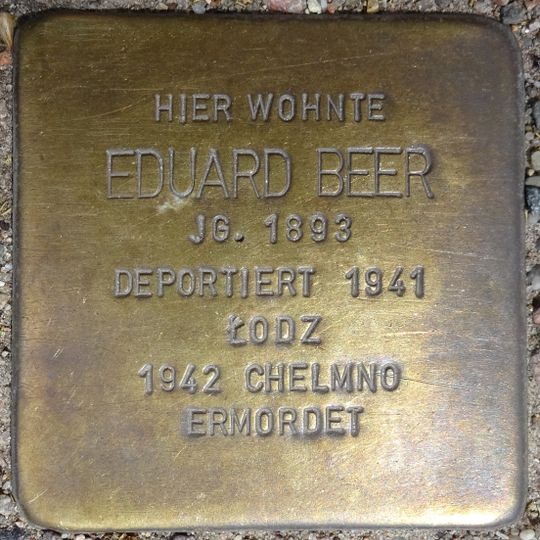 HIER WOHNTE
EDUARD BEER
JG. 1893
DEPORTIERT 1941
ŁODZ
1942 CHELMNO
ERMORDET